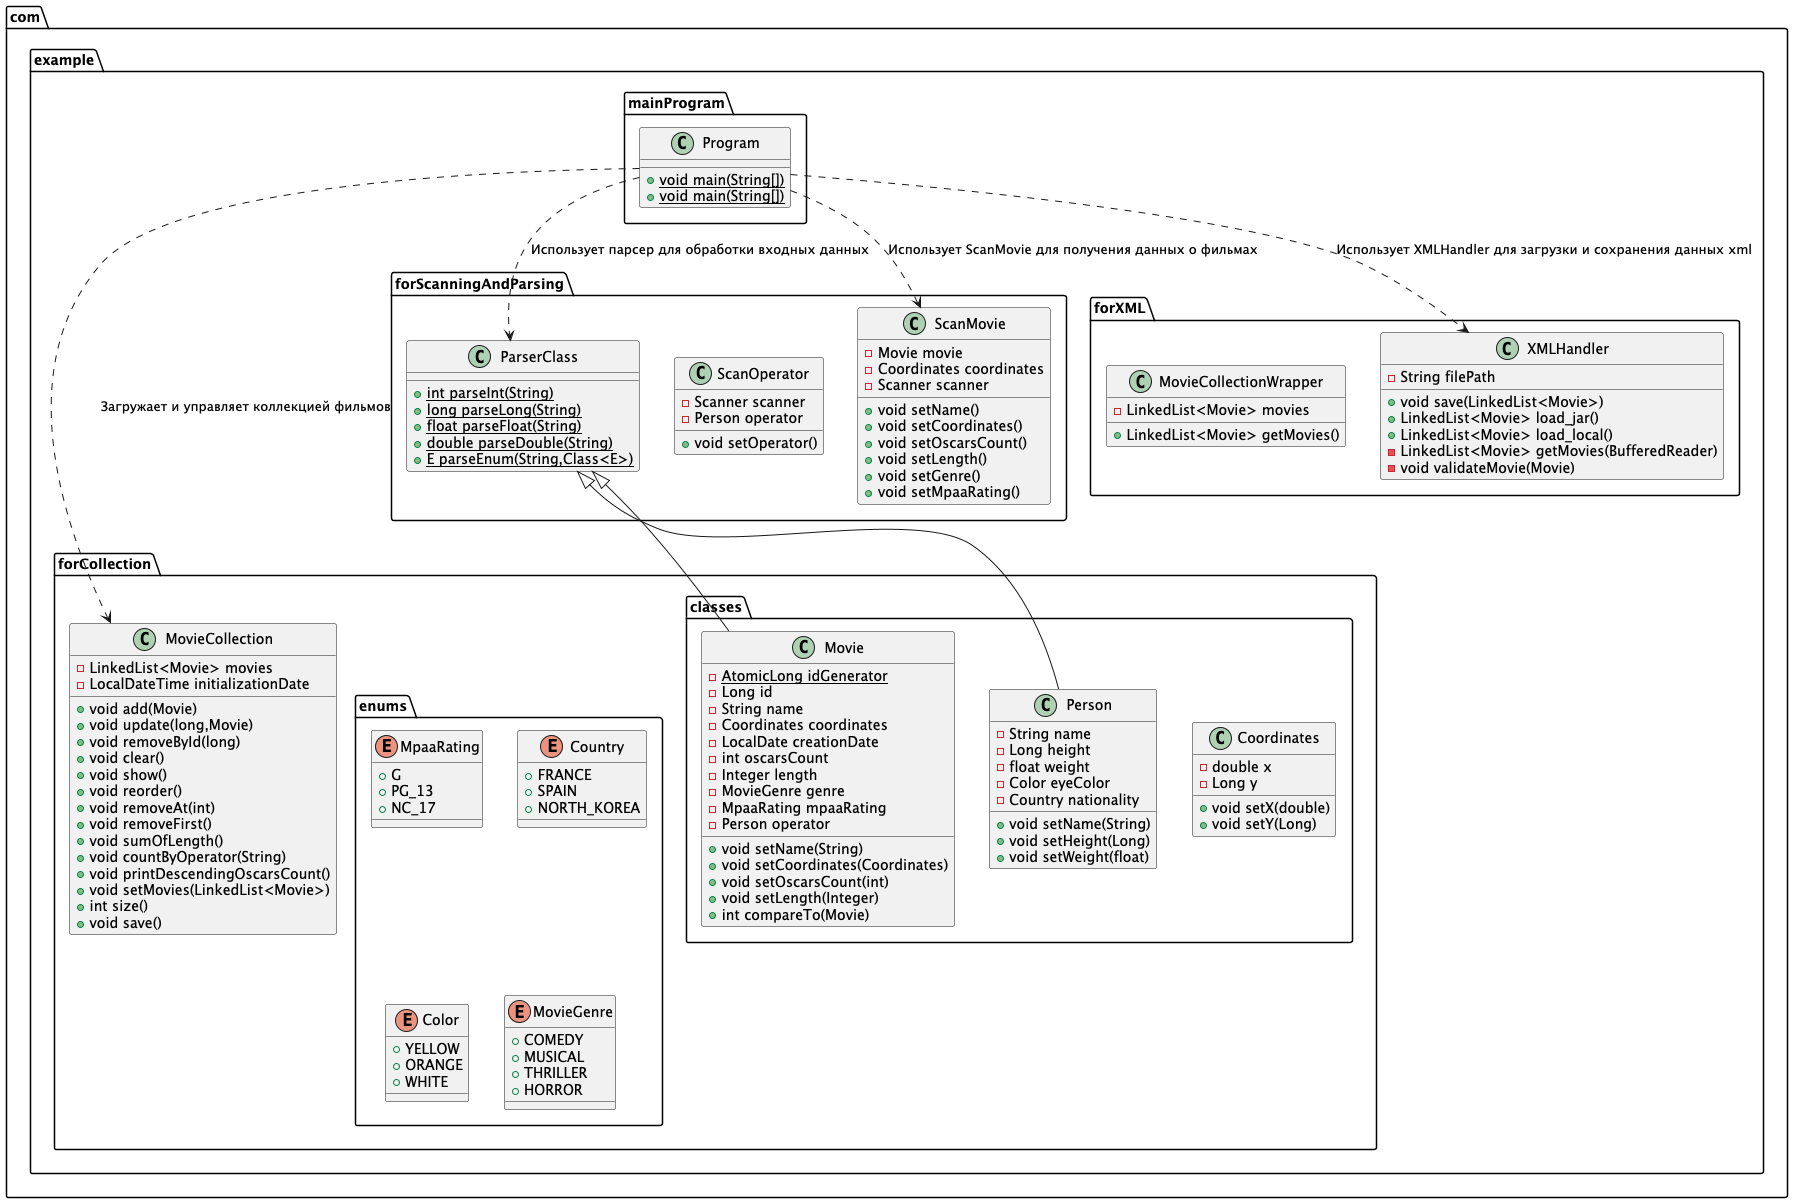 com
example
mainProgram
C Program
void main(String[])
void main(String[])
Использует парсер для обработки входных данных
Использует ScanMovie для получения данных о фильмах
Использует XMLHandler для загрузки и сохранения данных xml
forScanningAndParsing
C ParserClass
int parseInt(String)
long parseLong(String)
float parseFloat(String)
double parseDouble(String)
E parseEnum(String,Class<E>)
C ScanOperator
Scanner scanner
Person operator
void setOperator()
C ScanMovie
Movie movie
Coordinates coordinates
Scanner scanner
void setName()
void setCoordinates()
void setOscarsCount()
void setLength()
void setGenre()
void setMpaaRating()
forXML
C MovieCollectionWrapper
LinkedList<Movie> movies
LinkedList<Movie> getMovies()
C XMLHandler
String filePath
void save(LinkedList<Movie>)
LinkedList<Movie> load_jar()
LinkedList<Movie> load_local()
LinkedList<Movie> getMovies(BufferedReader)
void validateMovie(Movie)
Загружает и управляет коллекцией фильмов
forCollection
C MovieCollection
LinkedList<Movie> movies
LocalDateTime initializationDate
void add(Movie)
void update(long,Movie)
void removeById(long)
void clear()
void show()
void reorder()
void removeAt(int)
void removeFirst()
void sumOfLength()
void countByOperator(String)
void printDescendingOscarsCount()
void setMovies(LinkedList<Movie>)
int size()
void save()
enums
E MpaaRating
G
PG_13
NC_17
E Country
FRANCE
SPAIN
NORTH_KOREA
E Color
YELLOW
ORANGE
WHITE
E MovieGenre
COMEDY
MUSICAL
THRILLER
HORROR
classes
C Movie
AtomicLong idGenerator
Long id
String name
Coordinates coordinates
LocalDate creationDate
int oscarsCount
Integer length
MovieGenre genre
MpaaRating mpaaRating
Person operator
void setName(String)
void setCoordinates(Coordinates)
void setOscarsCount(int)
void setLength(Integer)
int compareTo(Movie)
C Person
String name
Long height
float weight
Color eyeColor
Country nationality
void setName(String)
void setHeight(Long)
void setWeight(float)
C Coordinates
double x
Long y
void setX(double)
void setY(Long)